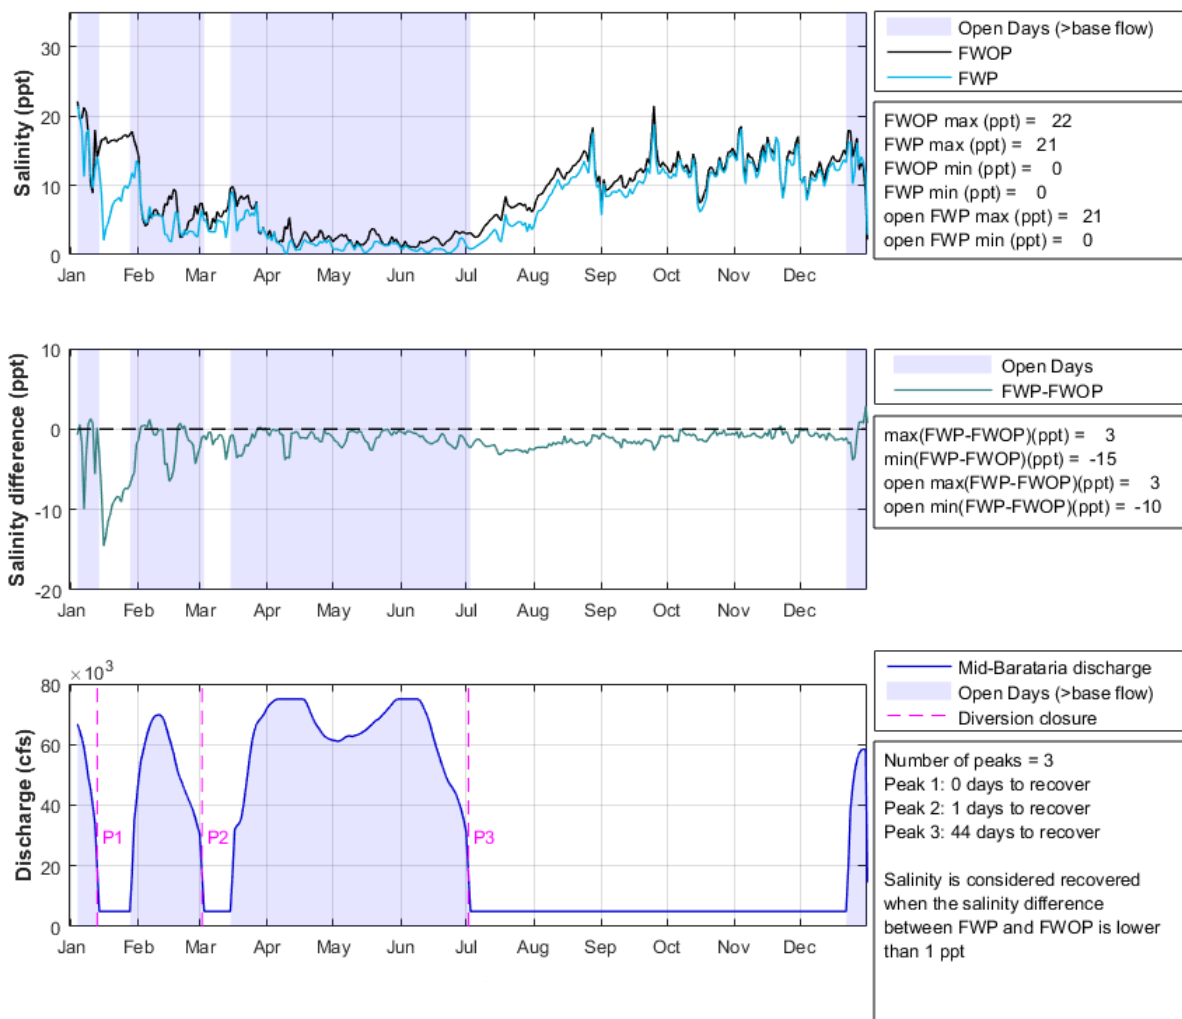 Salinity (ppt)
30
20
10
0
Jan Feb Mar Apr May Jun Jul Aug Sep Oct Nov Dec
Open Days (>base flow)
FWOP
FWP
FWOP max (ppt) = 22
FWP max (ppt) = 21
FWOP min (ppt) = 0
FWP min (ppt) = 0
open FWP max (ppt) = 21
open FWP min (ppt) = 0
Salinity difference (ppt)
10
0
-10
-20
Jan Feb Mar Apr May Jun Jul Aug Sep Oct Nov Dec
Open Days
FWP-FWOP
max(FWP-FWOP)(ppt) = 3
min(FWP-FWOP)(ppt) = -15
open max(FWP-FWOP)(ppt) = 3
open min(FWP-FWOP)(ppt) = -10
Discharge (cfs)
×10³
80
60
40
20
0
P1 P2 P3
Jan Feb Mar Apr May Jun Jul Aug Sep Oct Nov Dec
Mid-Barataria discharge
Open Days (>base flow)
Diversion closure
Number of peaks = 3
Peak 1: 0 days to recover
Peak 2: 1 days to recover
Peak 3: 44 days to recover
Salinity is considered recovered
when the salinity difference
between FWP and FWOP is lower
than 1 ppt